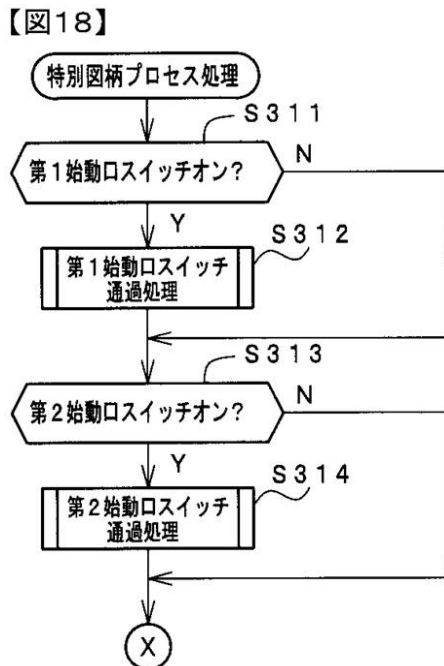 【図18】
特別図柄プロセス処理
S311
第1始動口スイッチオン?
N
Y
S312
第1始動口スイッチ
通過処理
S313
第2始動口スイッチオン?
N
Y
S314
第2始動口スイッチ
通過処理
X